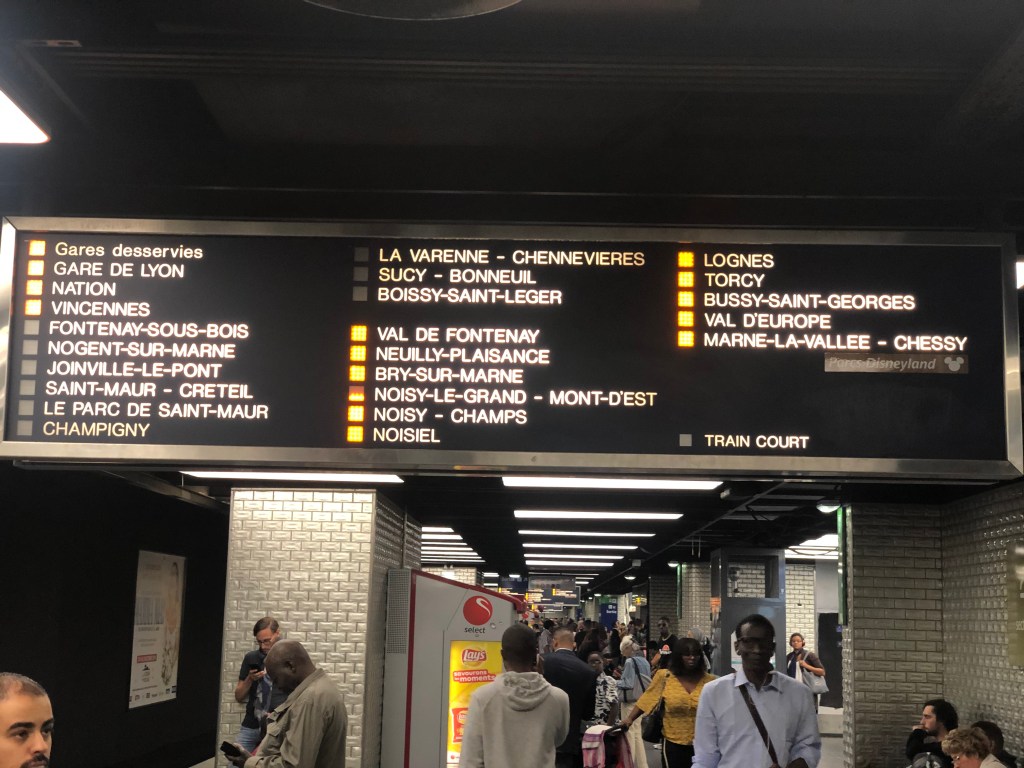 Gares desservies
GARE DE LYON
NATION
VINCENNES
FONTENAY-SOUS-BOIS
NOGENT-SUR-MARNE
JOINVILLE-LE-PONT
SAINT-MAUR - CRETEIL
LE PARC DE SAINT-MAUR
CHAMPIGNY
LA VARENNE - CHENNEVIERES
SUCY - BONNEUIL
BOISSY-SAINT-LEGER
VAL DE FONTENAY
NEUILLY-PLAISANCE
BRY-SUR-MARNE
NOISY-LE-GRAND - MONT-D'EST
NOISY - CHAMPS
NOISIEL
LOGNES
TORCY
BUSSY-SAINT-GEORGES
VAL D'EUROPE
MARNE-LA-VALLEE - CHESSY
Parcs Disneyland
TRAIN COURT
select
Lay's
savourons
nos moments